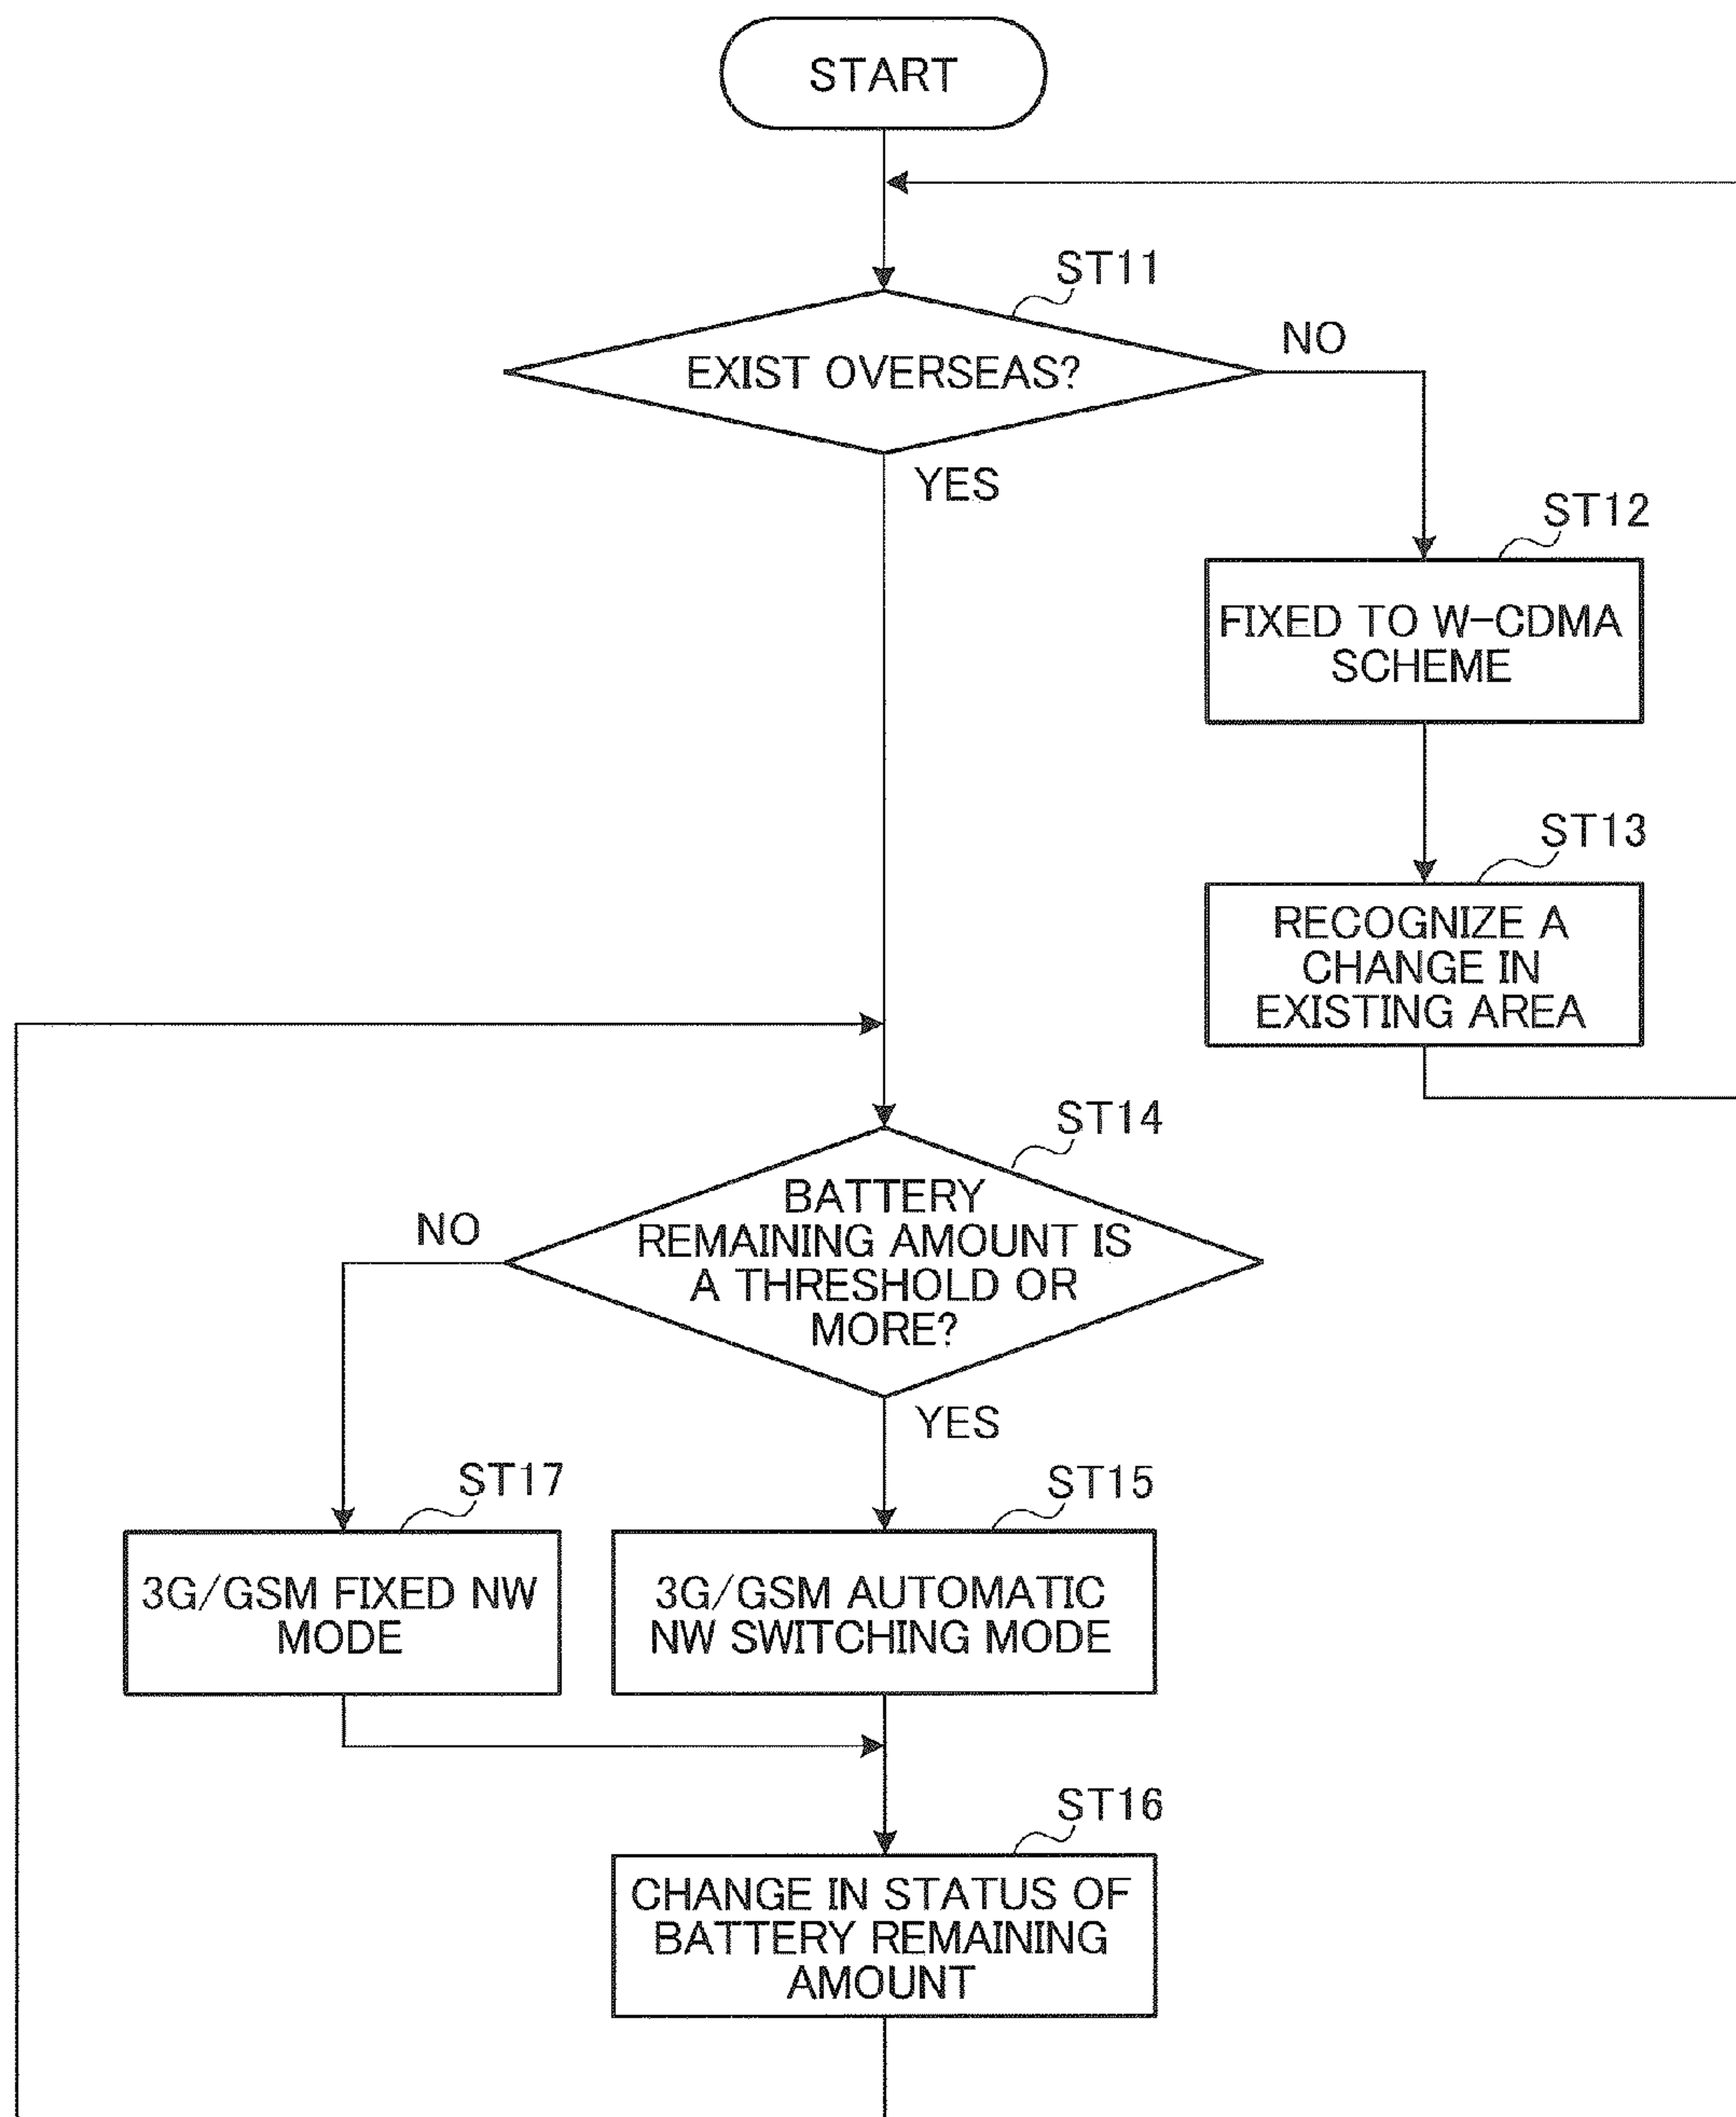 START
ST11
EXIST OVERSEAS?
NO
YES
ST12
FIXED TO W-CDMA
SCHEME
ST13
RECOGNIZE A
CHANGE IN
EXISTING AREA
ST14
BATTERY
REMAINING AMOUNT IS
A THRESHOLD OR
MORE?
NO
YES
ST17
3G/GSM FIXED NW
MODE
ST15
3G/GSM AUTOMATIC
NW SWITCHING MODE
ST16
CHANGE IN STATUS OF
BATTERY REMAINING
AMOUNT